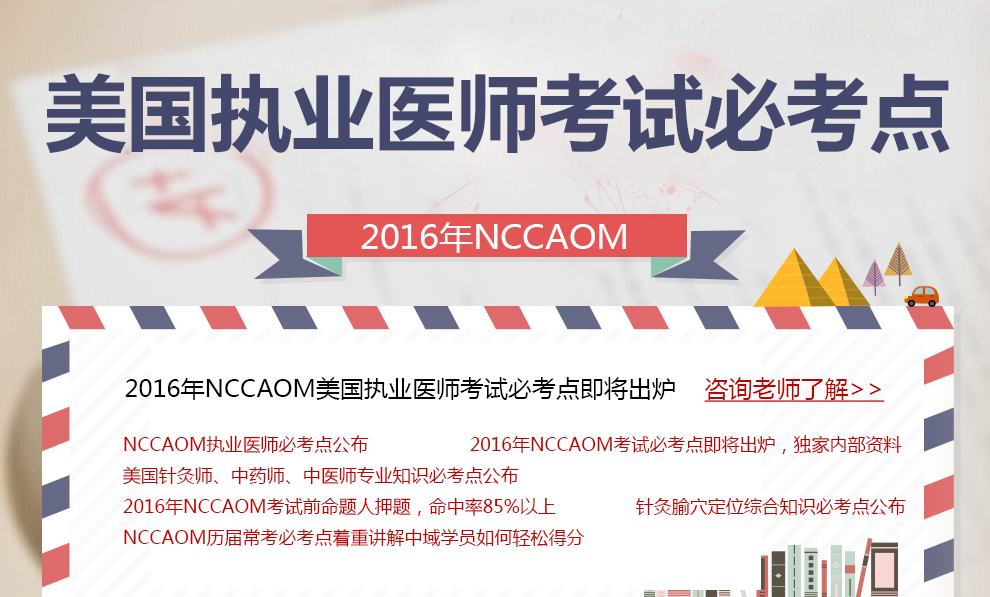 美国执业医师考试必考点
2016年NCCAOM
2016年NCCAOM美国执业医师考试必考点即将出炉 咨询老师了解>>
NCCAOM执业医师必考点公布 2016年NCCAOM考试必考点即将出炉，独家内部资料
美国针灸师、中药师、中医师专业知识必考点公布
2016年NCCAOM考试前命题人押题，命中率85%以上 针灸腧穴定位综合知识必考点公布
NCCAOM历届常考必考点着重讲解中域学员如何轻松得分